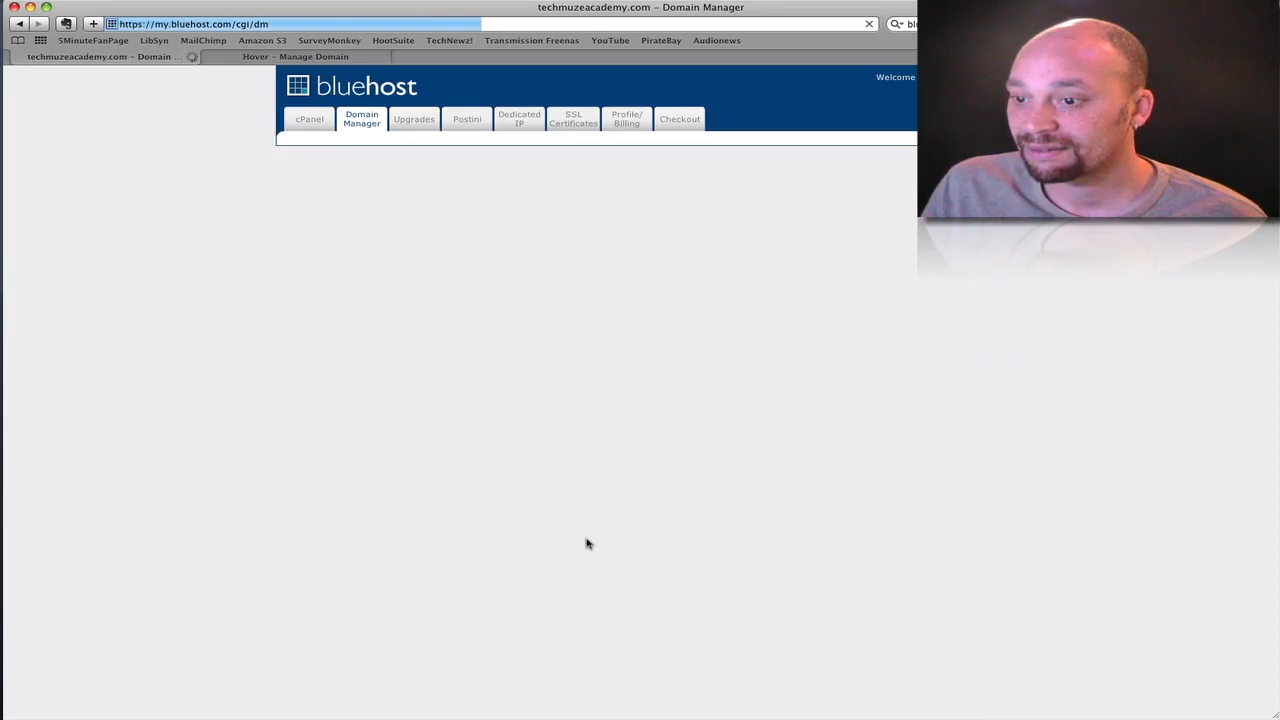 techmuzeacademy.com – Domain Manager
https://my.bluehost.com/cgi/dm
5MinuteFanPage LibSyn MailChimp Amazon S3 SurveyMonkey HootSuite TechNewz! Transmission Freenas YouTube PirateBay Audionews
techmuzeacademy.com – Domain ... Hover – Manage Domain
bluehost
Welcome
cPanel
Domain
Manager
Upgrades
Postini
Dedicated
IP
SSL
Certificates
Profile/
Billing
Checkout